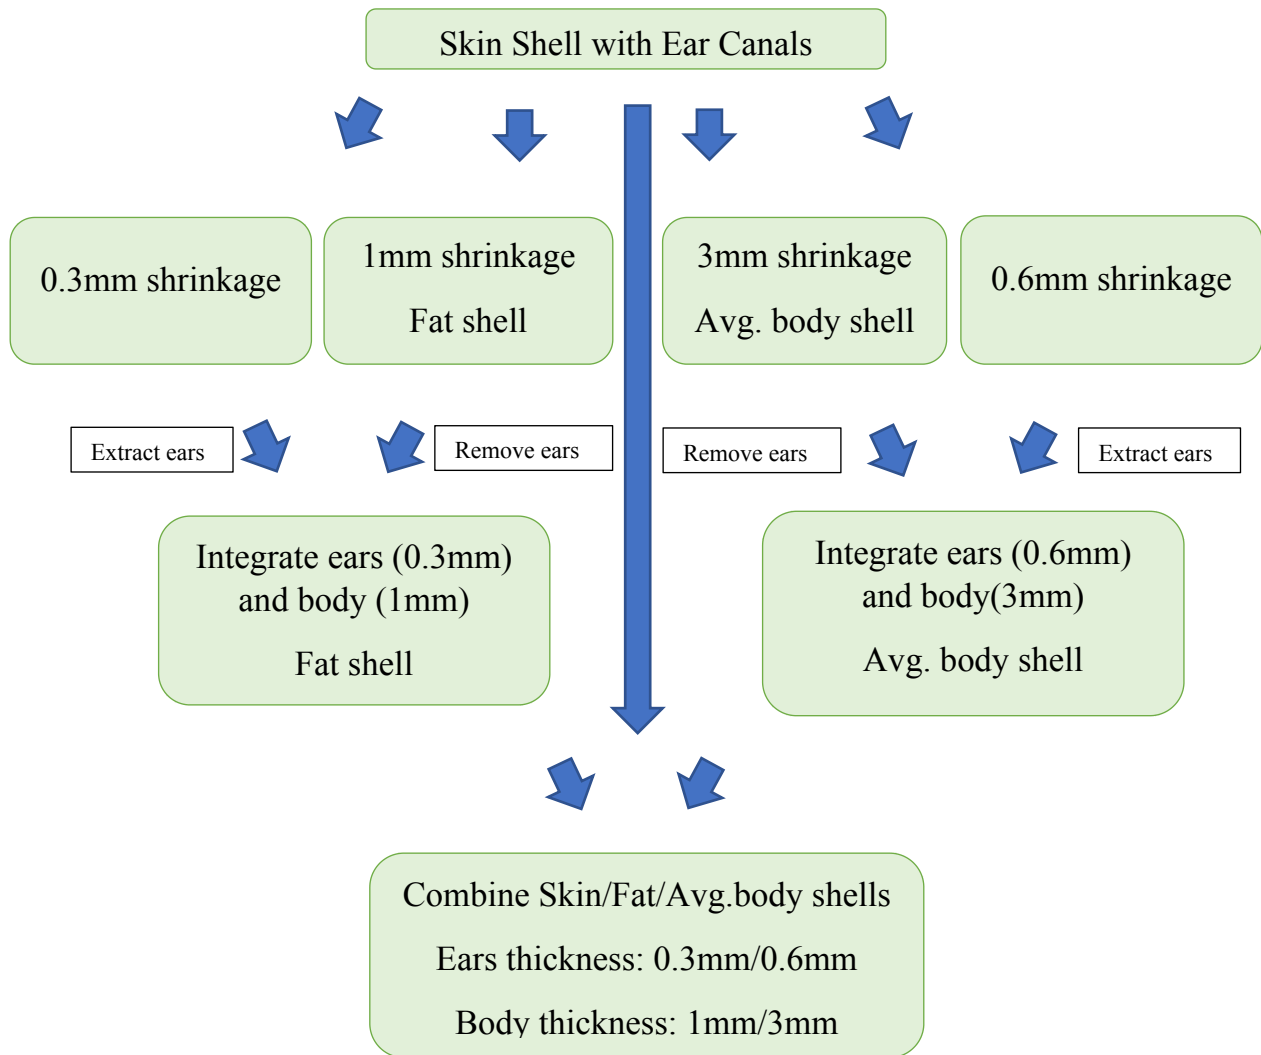 Skin Shell with Ear Canals
0.3mm shrinkage
1mm shrinkage
Fat shell
3mm shrinkage
Avg. body shell
0.6mm shrinkage
Extract ears
Remove ears
Remove ears
Extract ears
Integrate ears (0.3mm)
and body (1mm)
Fat shell
Integrate ears (0.6mm)
and body(3mm)
Avg. body shell
Combine Skin/Fat/Avg.body shells
Ears thickness: 0.3mm/0.6mm
Body thickness: 1mm/3mm